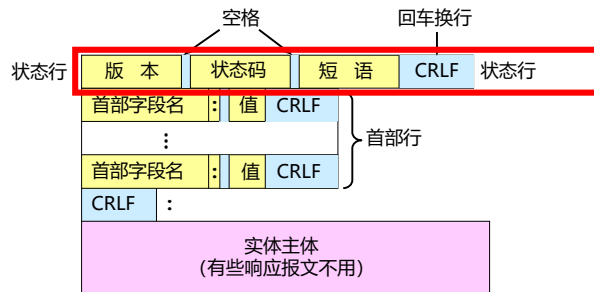 空格 回车换行
状态行 版 本 状态码 短 语 CRLF 状态行
首部字段名 : 值 CRLF
⋮ 首部行
首部字段名 : 值 CRLF
CRLF :
实体主体
(有些响应报文不用)